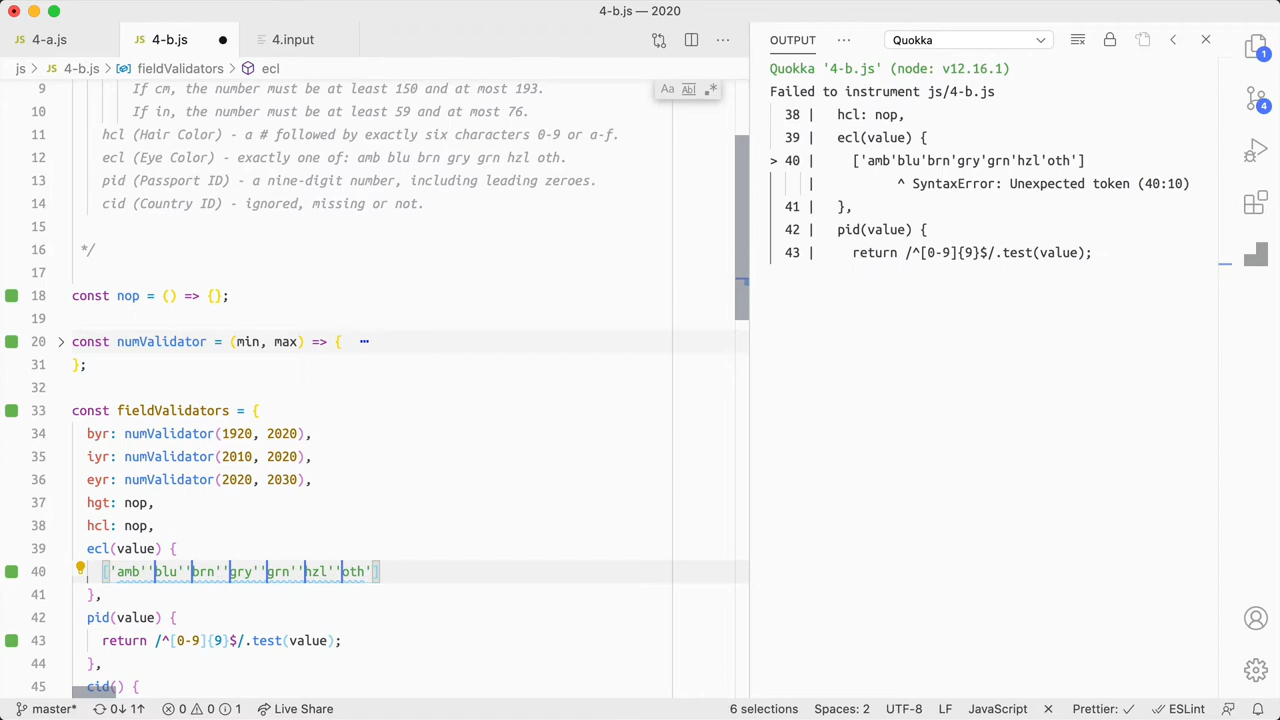 4-b.js — 2020
JS 4-a.js
JS 4-b.js
4.input
js > JS 4-b.js > fieldValidators > ecl
9 If cm, the number must be at least 150 and at most 193.
10 If in, the number must be at least 59 and at most 76.
11 hcl (Hair Color) - a # followed by exactly six characters 0-9 or a-f.
12 ecl (Eye Color) - exactly one of: amb blu brn gry grn hzl oth.
13 pid (Passport ID) - a nine-digit number, including leading zeroes.
14 cid (Country ID) - ignored, missing or not.
15
16 */
17
18 const nop = () => {};
19
20 const numValidator = (min, max) => { ⋯
31 };
32
33 const fieldValidators = {
34 byr: numValidator(1920, 2020),
35 iyr: numValidator(2010, 2020),
36 eyr: numValidator(2020, 2030),
37 hgt: nop,
38 hcl: nop,
39 ecl(value) {
40 ['amb''blu''brn''gry''grn''hzl''oth']
41 },
42 pid(value) {
43 return /^[0-9]{9}$/.test(value);
44 },
45 cid() {
Aa Abl .*
OUTPUT
Quokka
Quokka '4-b.js' (node: v12.16.1)
Failed to instrument js/4-b.js
38 | hcl: nop,
39 | ecl(value) {
> 40 | ['amb'blu'brn'gry'grn'hzl'oth']
| ^ SyntaxError: Unexpected token (40:10)
41 | },
42 | pid(value) {
43 | return /^[0-9]{9}$/.test(value);
1
4
master*
0↓ 1↑
0 0 1
Live Share
6 selections
Spaces: 2
UTF-8
LF
JavaScript
Prettier: ✓
ESLint